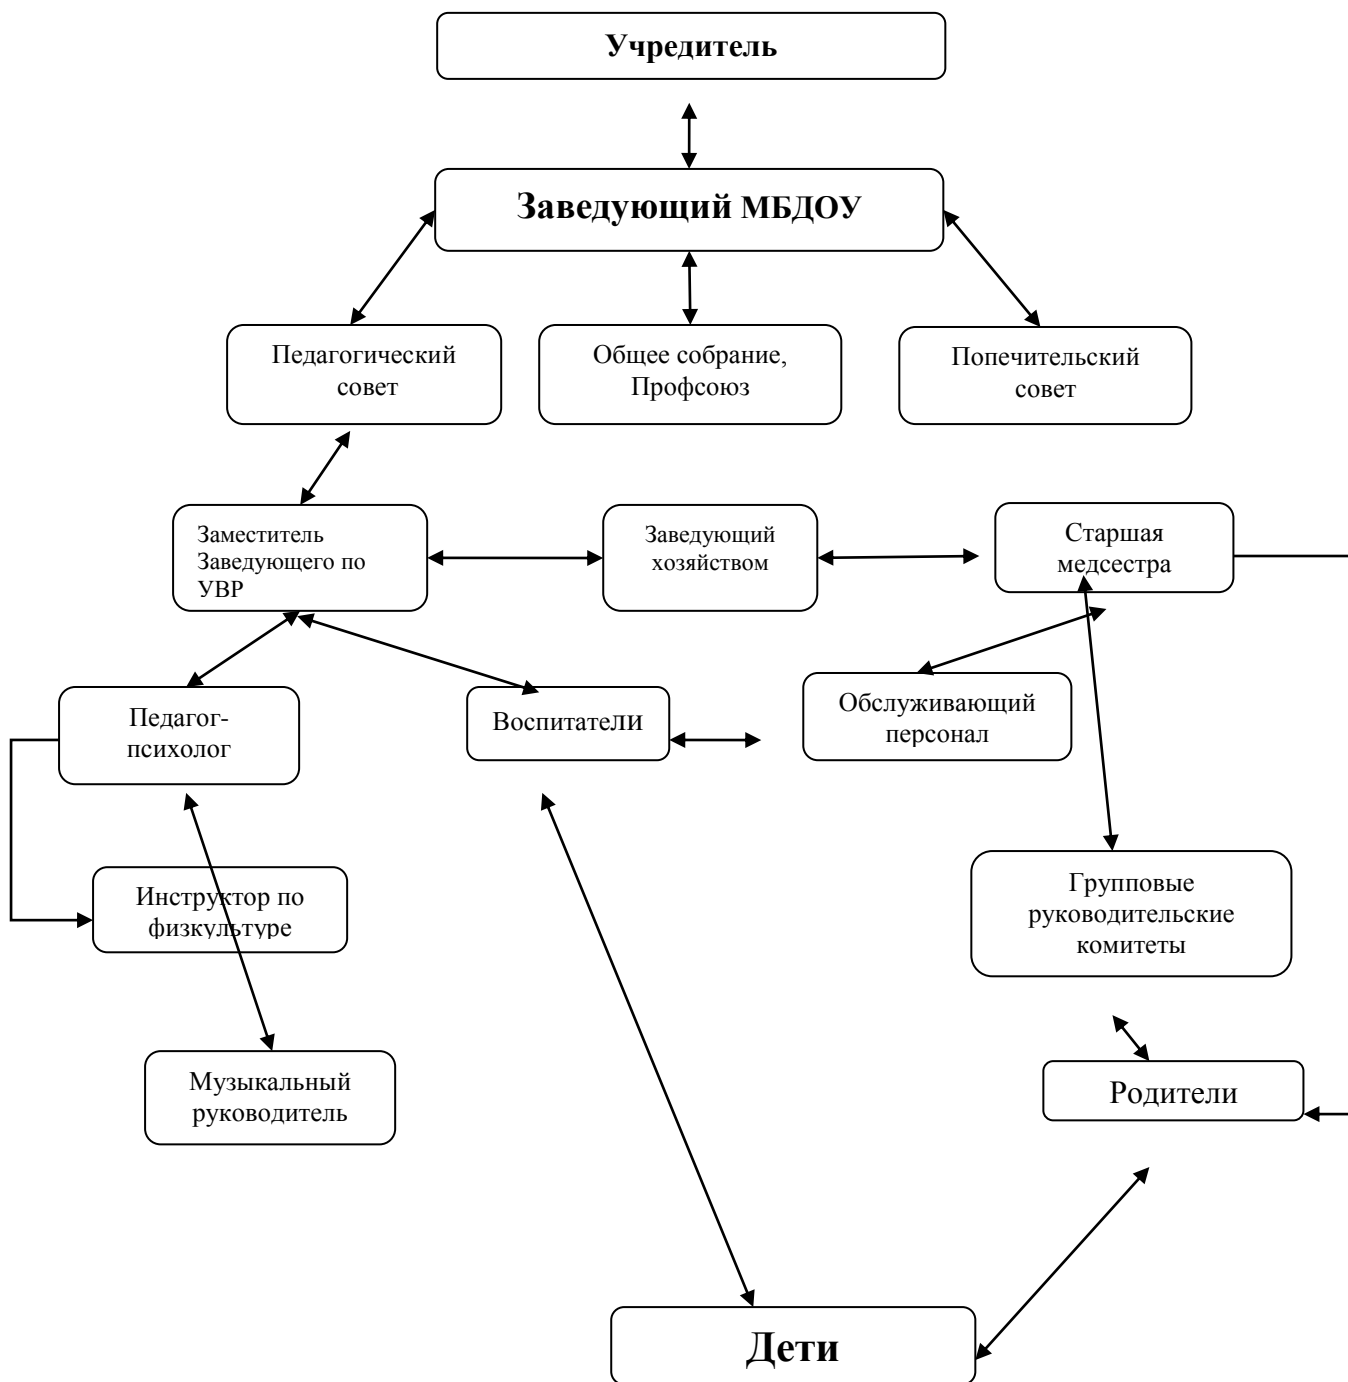 Учредитель
Заведующий МБДОУ
Педагогический
совет
Общее собрание,
Профсоюз
Попечительский
совет
Заместитель
Заведующего по
УВР
Заведующий
хозяйством
Старшая
медсестра
Педагог-
психолог
Воспитатели
Обслуживающий
персонал
Инструктор по
физкультуре
Групповые
руководительские
комитеты
Музыкальный
руководитель
Родители
Дети